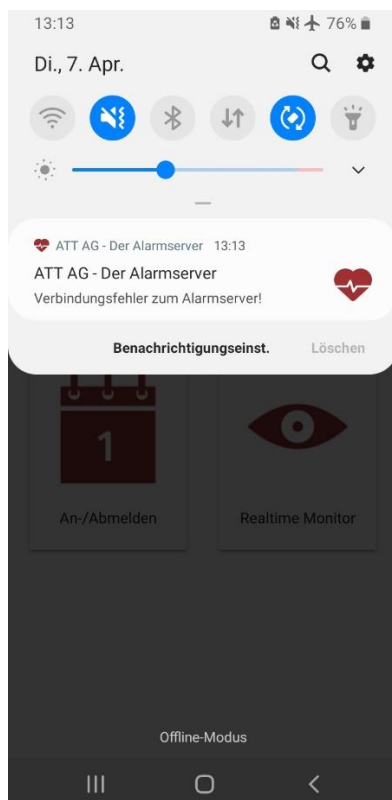 13:13 76%
Di., 7. Apr.
ATT AG - Der Alarmserver 13:13
ATT AG - Der Alarmserver
Verbindungsfehler zum Alarmserver!
Benachrichtigungseinst. Löschen
1
An-/Abmelden Realtime Monitor
Offline-Modus